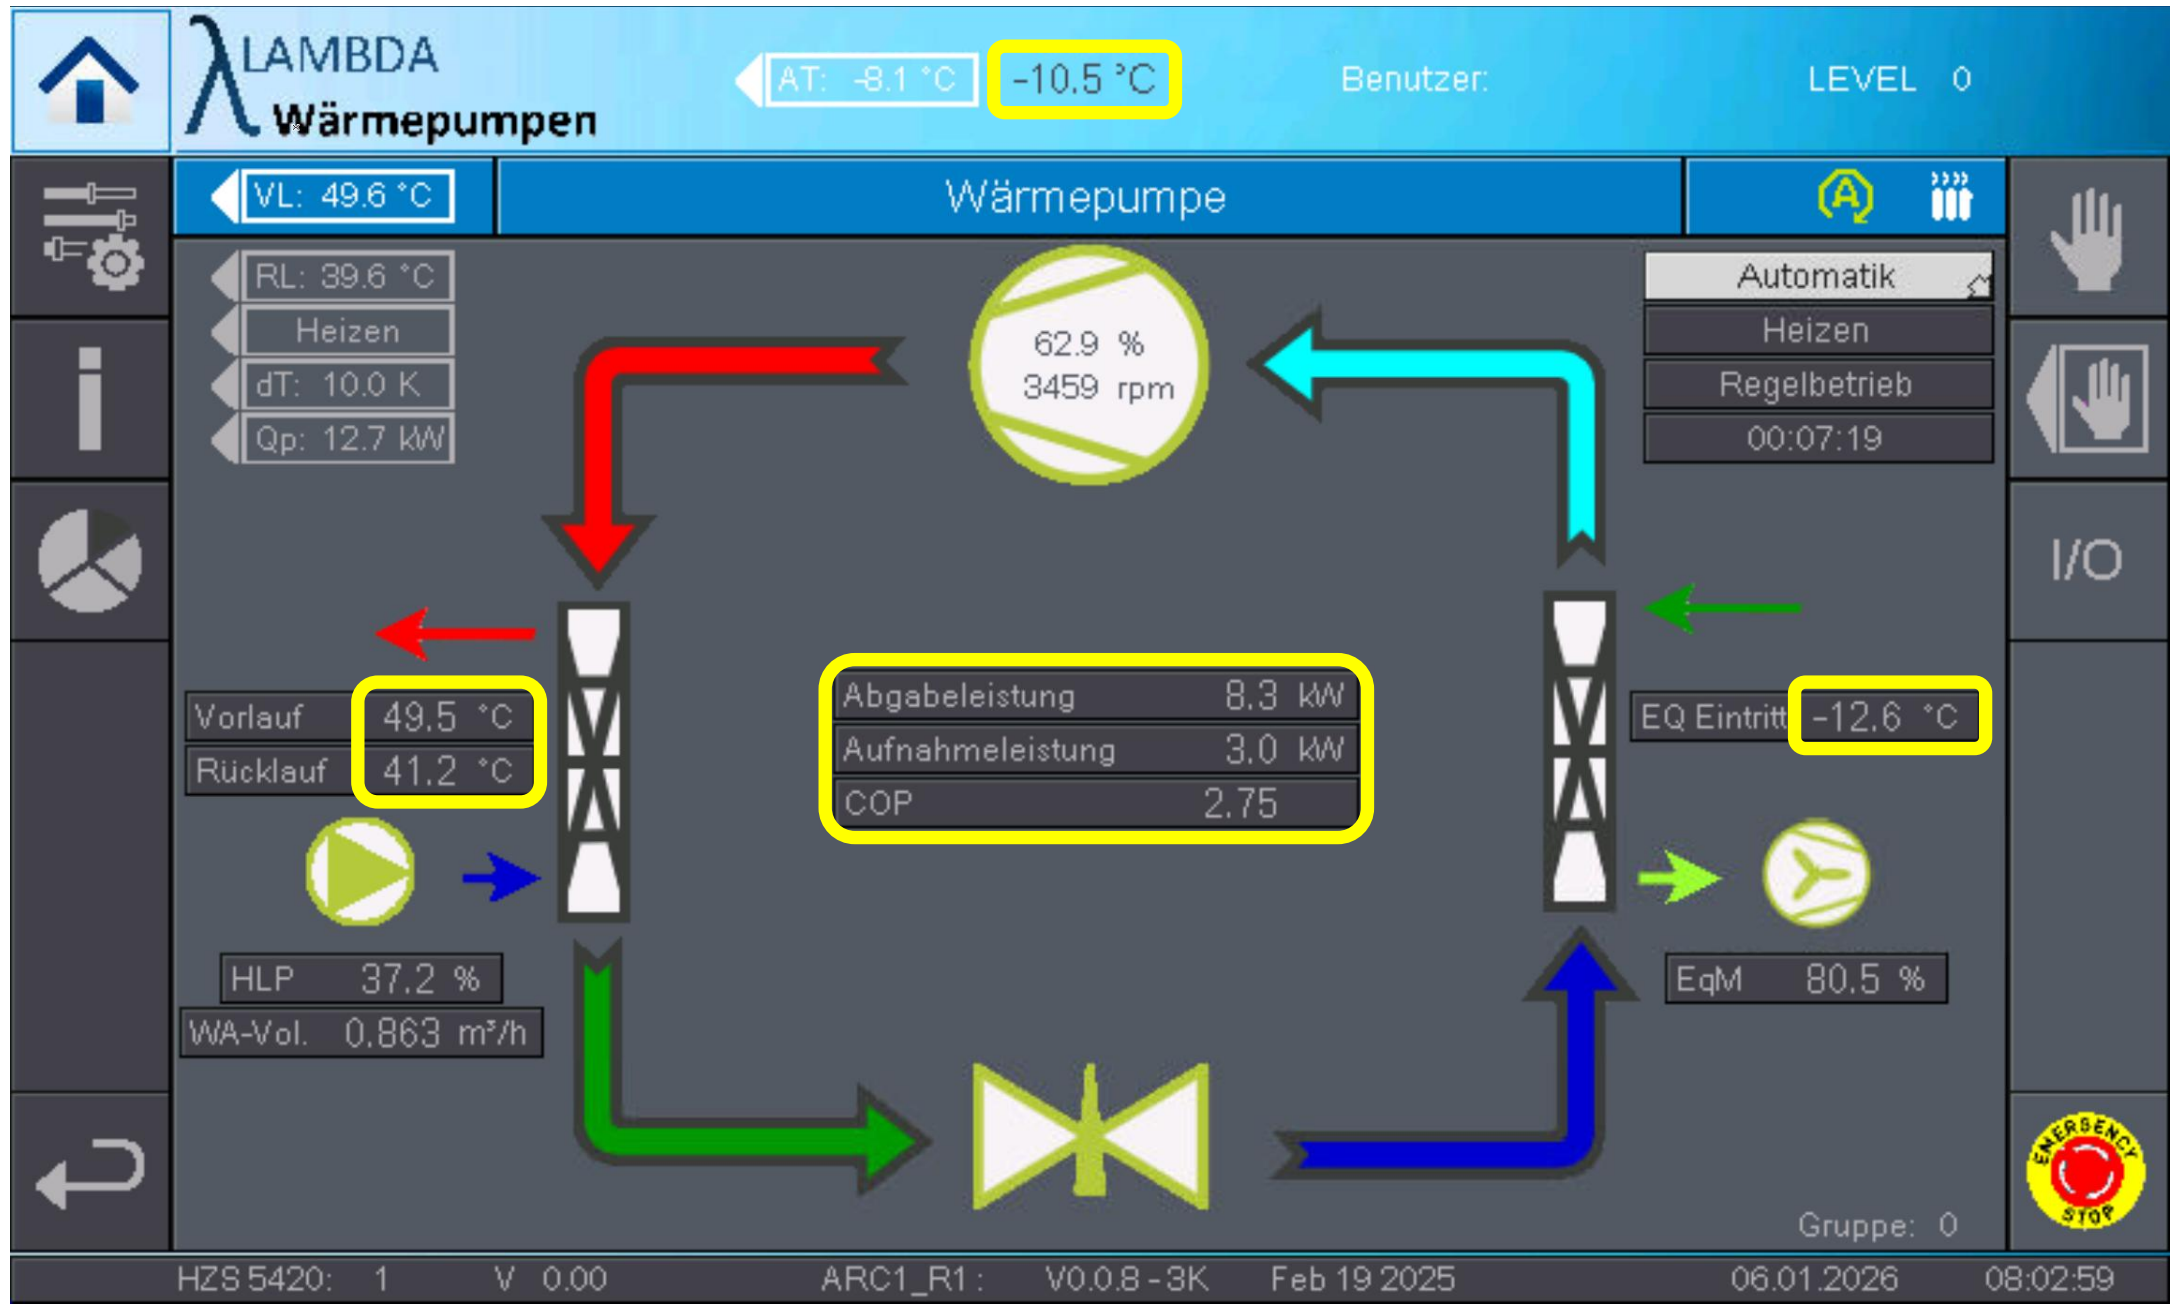 LAMBDA
Wärmepumpen
AT: -8.1 °C
-10.5 °C
Benutzer:
LEVEL 0
VL: 49.6 °C
Wärmepumpe
A
RL: 39.6 °C
Heizen
dT: 10.0 K
Qp: 12.7 kW
62.9 %
3459 rpm
Automatik
Heizen
Regelbetrieb
00:07:19
I/O
Vorlauf 49.5 °C
Rücklauf 41.2 °C
Abgabeleistung 8.3 kW
Aufnahmeleistung 3.0 kW
COP 2.75
EQ Eintritt -12.6 °C
HLP 37.2 %
WA-Vol. 0.863 m³/h
EqM 80.5 %
EMERGENCY
STOP
Gruppe: 0
HZS 5420: 1 V 0.00 ARC1_R1 : V0.0.8 - 3K Feb 19 2025 06.01.2026 08:02:59